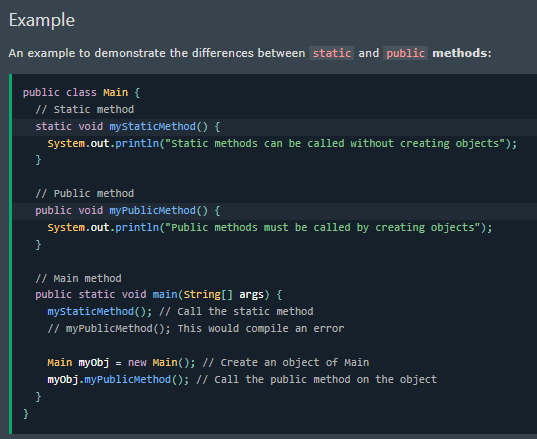 Example
An example to demonstrate the differences between static and public methods:
public class Main {
  // Static method
  static void myStaticMethod() {
    System.out.println("Static methods can be called without creating objects");
  }

  // Public method
  public void myPublicMethod() {
    System.out.println("Public methods must be called by creating objects");
  }

  // Main method
  public static void main(String[] args) {
    myStaticMethod(); // Call the static method
    // myPublicMethod(); This would compile an error

    Main myObj = new Main(); // Create an object of Main
    myObj.myPublicMethod(); // Call the public method on the object
  }
}